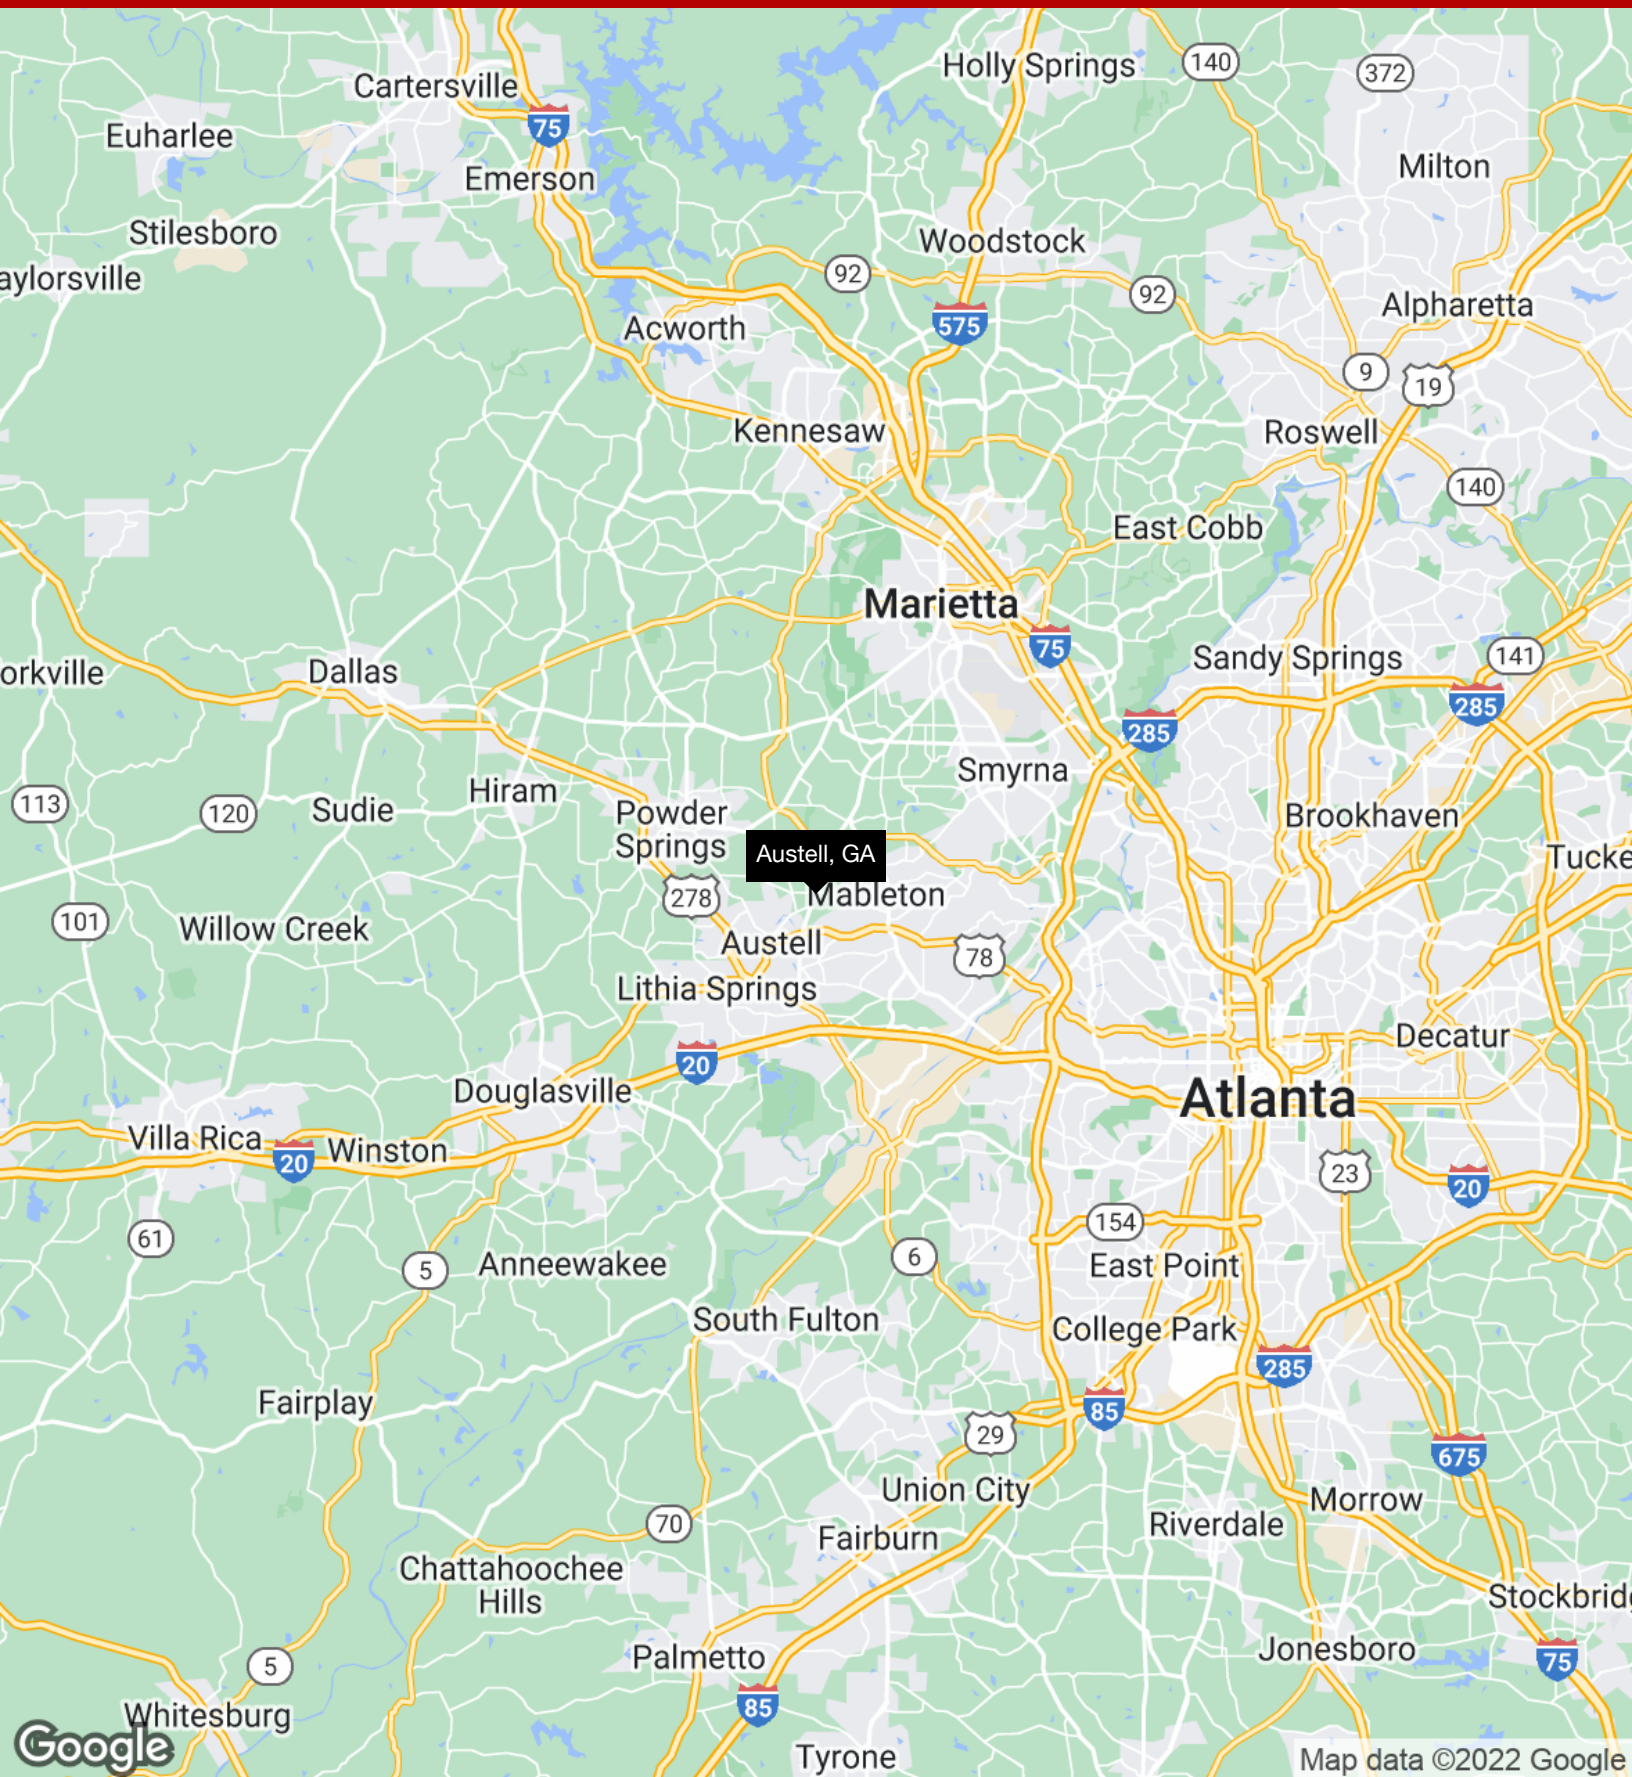 Holly Springs
140
372
Cartersville
75
Euharlee
Milton
Emerson
Stilesboro
Woodstock
aylorsville
92
92
Alpharetta
575
Acworth
9
19
Kennesaw
Roswell
140
East Cobb
Marietta
75
Sandy Springs
141
orkville
Dallas
285
285
Smyrna
Hiram
113
120
Sudie
Powder
Springs
Brookhaven
Austell, GA
Tucke
278
Mableton
101
Willow Creek
Austell
78
Lithia Springs
Decatur
20
Douglasville
Atlanta
Villa Rica
20
Winston
23
20
154
61
5
Anneewakee
6
East Point
South Fulton
College Park
285
Fairplay
85
29
675
Union City
Morrow
70
Riverdale
Fairburn
Chattahoochee
Hills
Stockbridg
Palmetto
Jonesboro
75
5
85
Whitesburg
Google
Tyrone
Map data ©2022 Google